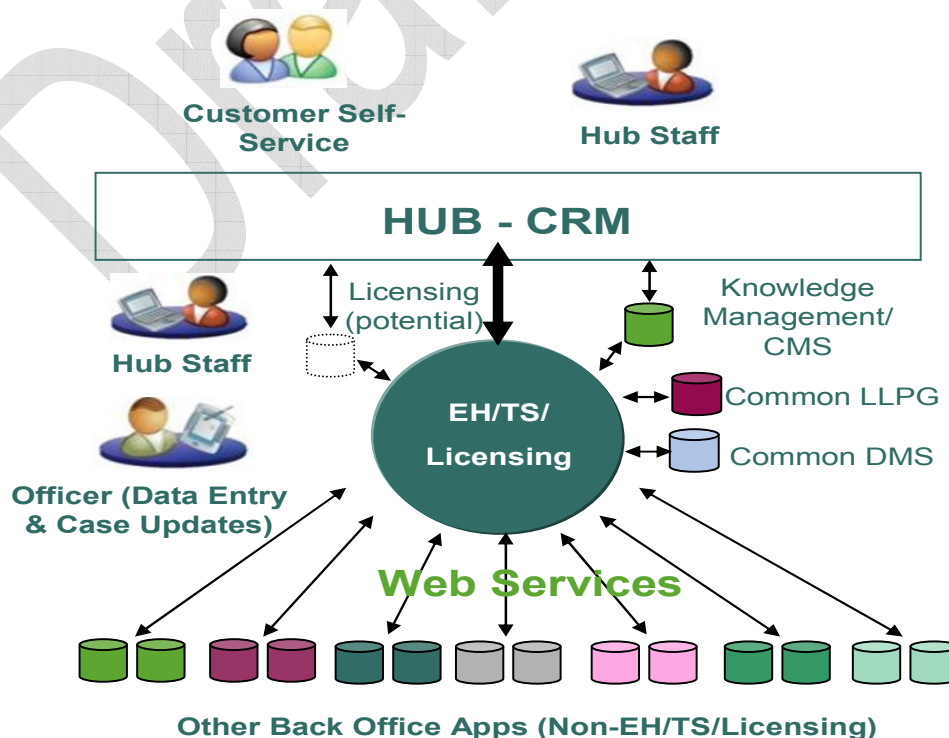 Draft
Customer Self-
Service
Hub Staff
HUB - CRM
Licensing
(potential)
Knowledge
Management/
CMS
Hub Staff
EH/TS/
Licensing
Common LLPG
Common DMS
Officer (Data Entry
& Case Updates)
Web Services
Other Back Office Apps (Non-EH/TS/Licensing)